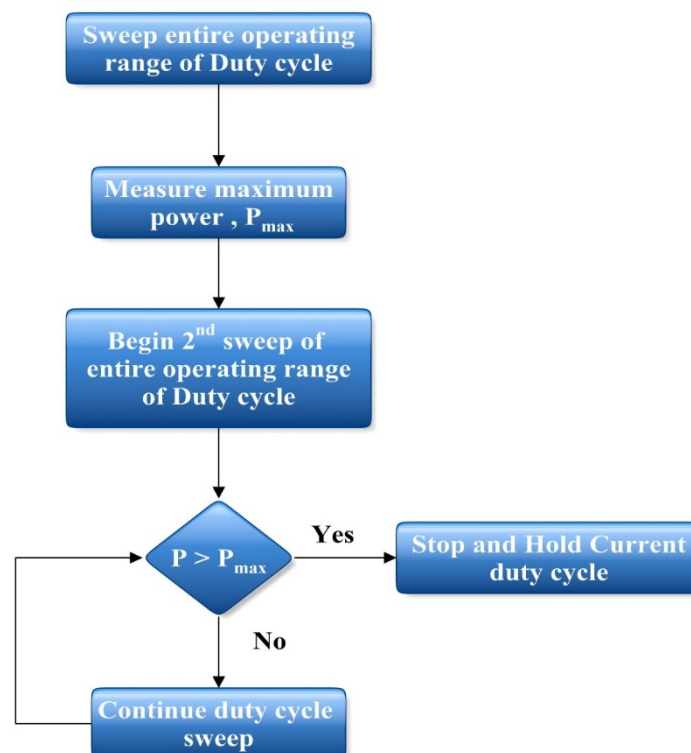 Sweep entire operating
range of Duty cycle
Measure maximum
power , Pmax
Begin 2nd sweep of
entire operating range
of Duty cycle
P > Pmax
Yes
Stop and Hold Current
duty cycle
No
Continue duty cycle
sweep